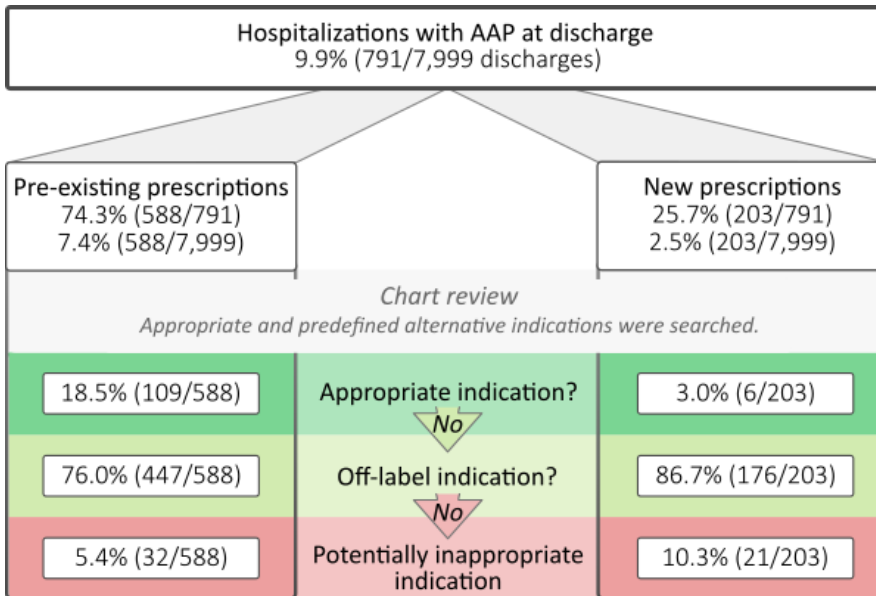 Hospitalizations with AAP at discharge
9.9% (791/7,999 discharges)
Pre-existing prescriptions
74.3% (588/791)
7.4% (588/7,999)
New prescriptions
25.7% (203/791)
2.5% (203/7,999)
Chart review
Appropriate and predefined alternative indications were searched.
18.5% (109/588)
Appropriate indication?
3.0% (6/203)
No
76.0% (447/588)
Off-label indication?
86.7% (176/203)
No
5.4% (32/588)
Potentially inappropriate
indication
10.3% (21/203)